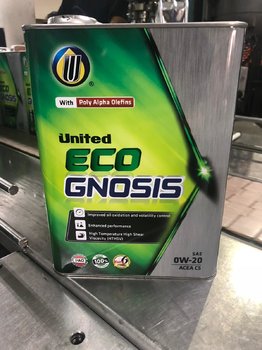 With Poly Alpha Olefins
United
ECO
GNOSIS
Improved oil oxidation and volatility control
Enhanced performance
High Temperature High Shear
Viscosity (HTHSV)
SAE
0W-20
ACEA C5
100%